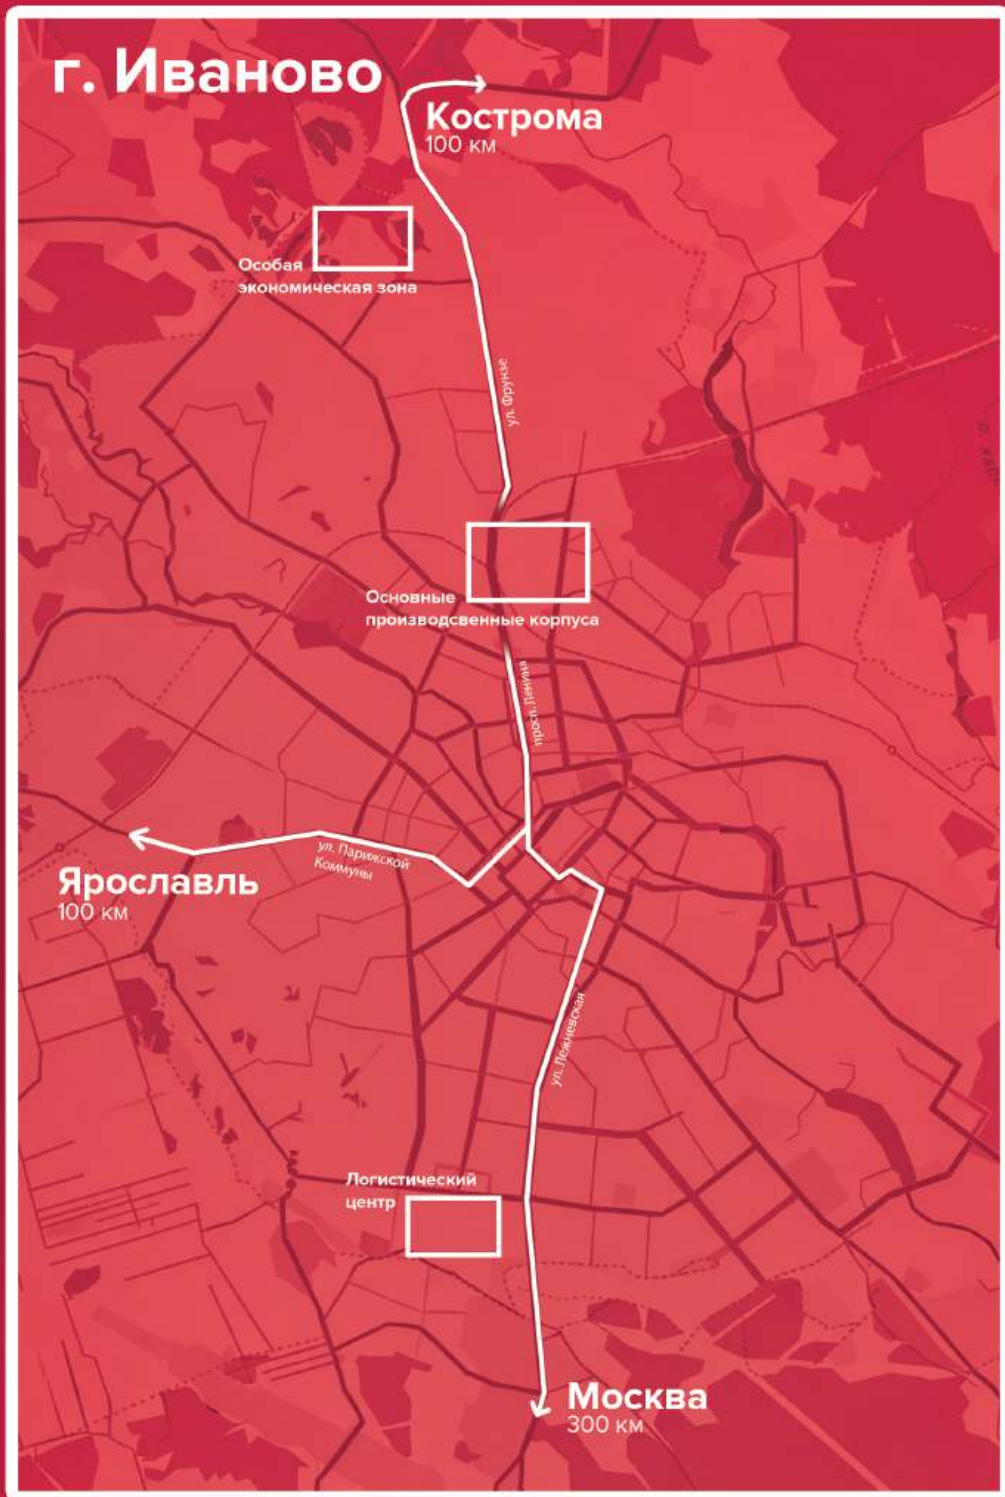 г. Иваново
Кострома
100 км
Особая
экономическая зона
ул. Фрунзе
Основные
производсвенные корпуса
просп. Ленина
ул. Парижской
Коммуны
Ярославль
100 км
ул. Лежневская
Логистический
центр
Москва
300 км